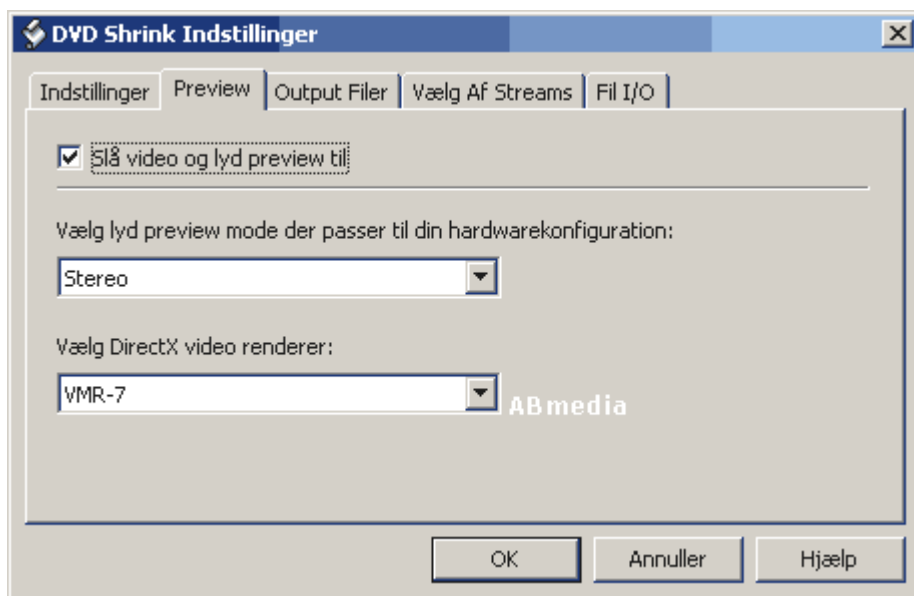 DVD Shrink Indstillinger
Indstillinger Preview Output Filer Vælg Af Streams Fil I/O
Slå video og lyd preview til
Vælg lyd preview mode der passer til din hardwarekonfiguration:
Stereo
Vælg DirectX video renderer:
VMR-7
ABmedia
OK Annuller Hjælp